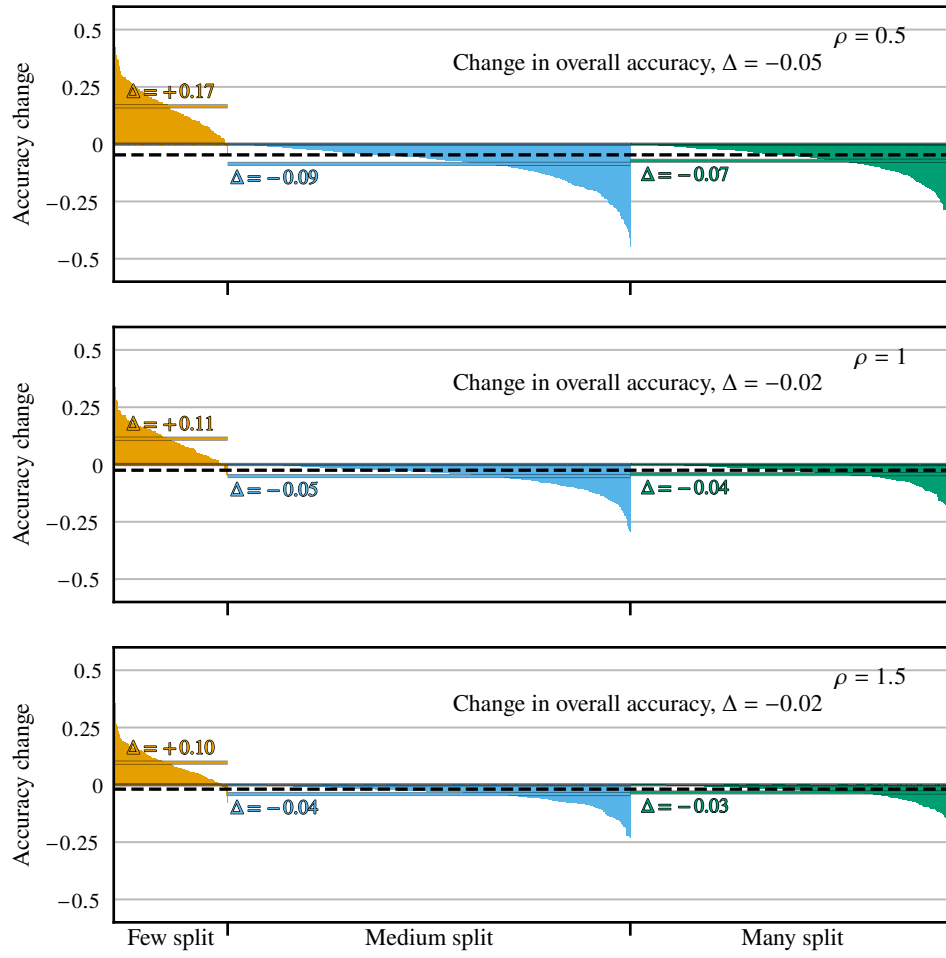 0.5
ρ = 0.5
Change in overall accuracy, Δ = −0.05
0.25
Δ = +0.17
0
Δ = −0.09
Δ = −0.07
−0.25
−0.5
Accuracy change
0.5
ρ = 1
Change in overall accuracy, Δ = −0.02
0.25
Δ = +0.11
0
Δ = −0.05
Δ = −0.04
−0.25
−0.5
Accuracy change
0.5
ρ = 1.5
Change in overall accuracy, Δ = −0.02
0.25
Δ = +0.10
0
Δ = −0.04
Δ = −0.03
−0.25
−0.5
Accuracy change
Few split
Medium split
Many split